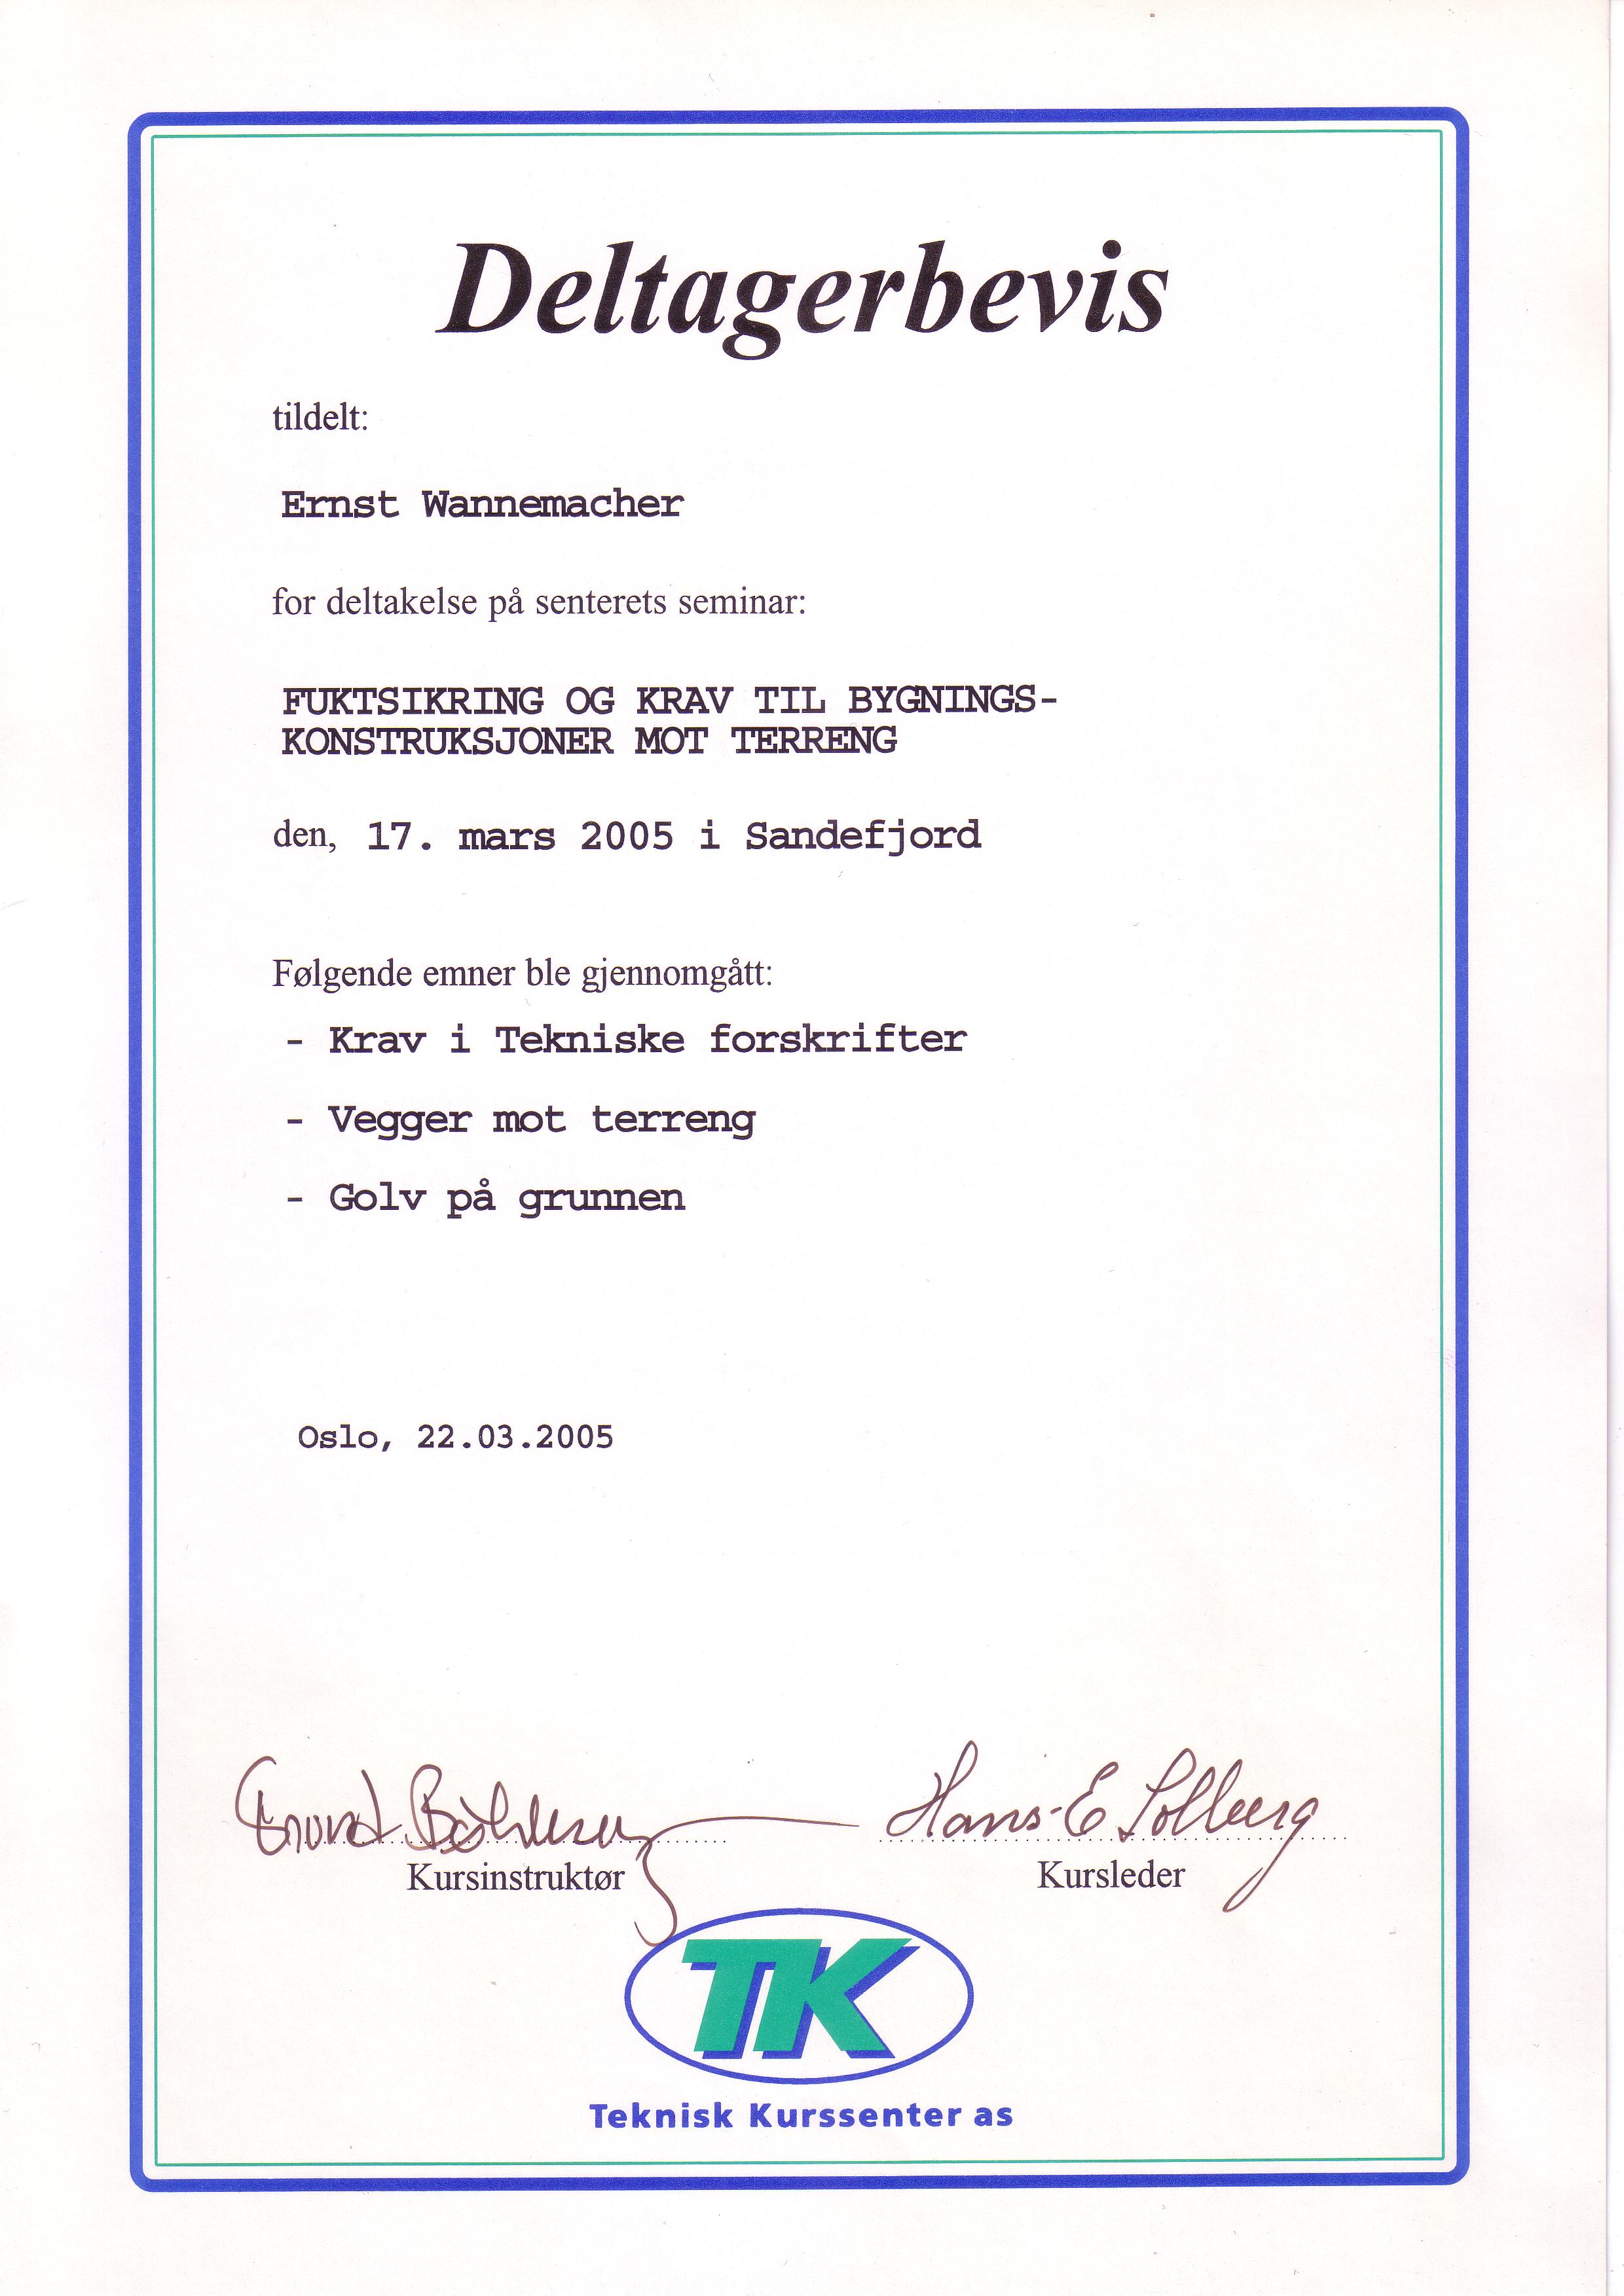 Deltagerbevis
tildelt:
Ernst Wannemacher
for deltakelse på senterets seminar:
FUKTSIKRING OG KRAV TIL BYGNINGS-
KONSTRUKSJONER MOT TERRENG
den, 17. mars 2005 i Sandefjord
Følgende emner ble gjennomgått:
- Krav i Tekniske forskrifter
- Vegger mot terreng
- Golv på grunnen
Oslo, 22.03.2005
Hans-E Solberg
Kursinstruktør
Kursleder
TK
Teknisk Kurssenter as